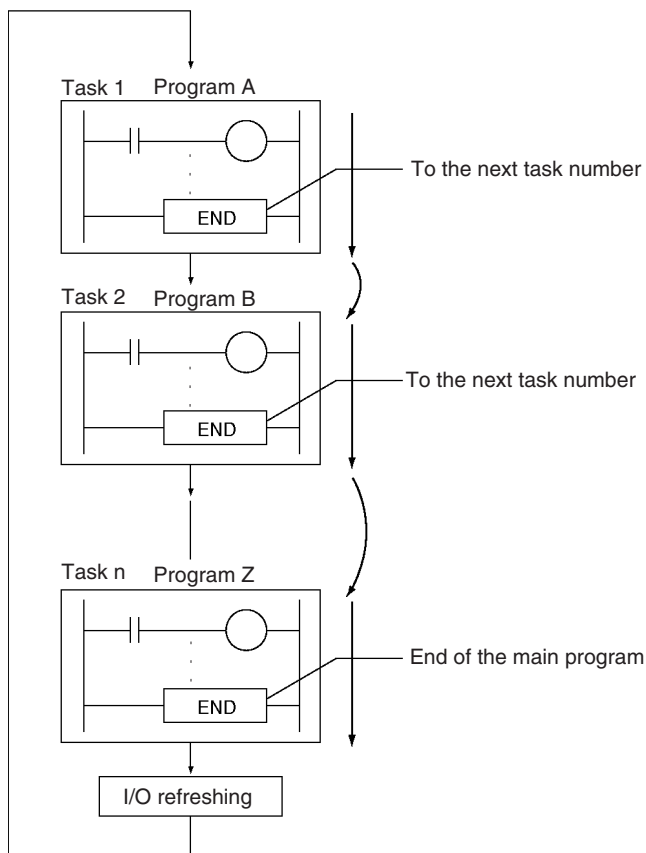 Task 1 Program A
To the next task number
END
Task 2 Program B
To the next task number
END
Task n Program Z
End of the main program
END
I/O refreshing